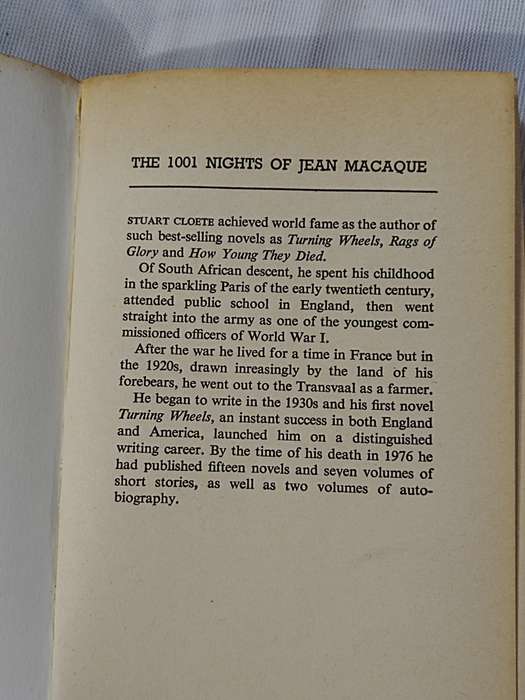 THE 1001 NIGHTS OF JEAN MACAQUE
STUART CLOETE achieved world fame as the author of
such best-selling novels as Turning Wheels, Rags of
Glory and How Young They Died.
Of South African descent, he spent his childhood
in the sparkling Paris of the early twentieth century,
attended public school in England, then went
straight into the army as one of the youngest com-
missioned officers of World War I.
After the war he lived for a time in France but in
the 1920s, drawn inreasingly by the land of his
forebears, he went out to the Transvaal as a farmer.
He began to write in the 1930s and his first novel
Turning Wheels, an instant success in both England
and America, launched him on a distinguished
writing career. By the time of his death in 1976 he
had published fifteen novels and seven volumes of
short stories, as well as two volumes of auto-
biography.